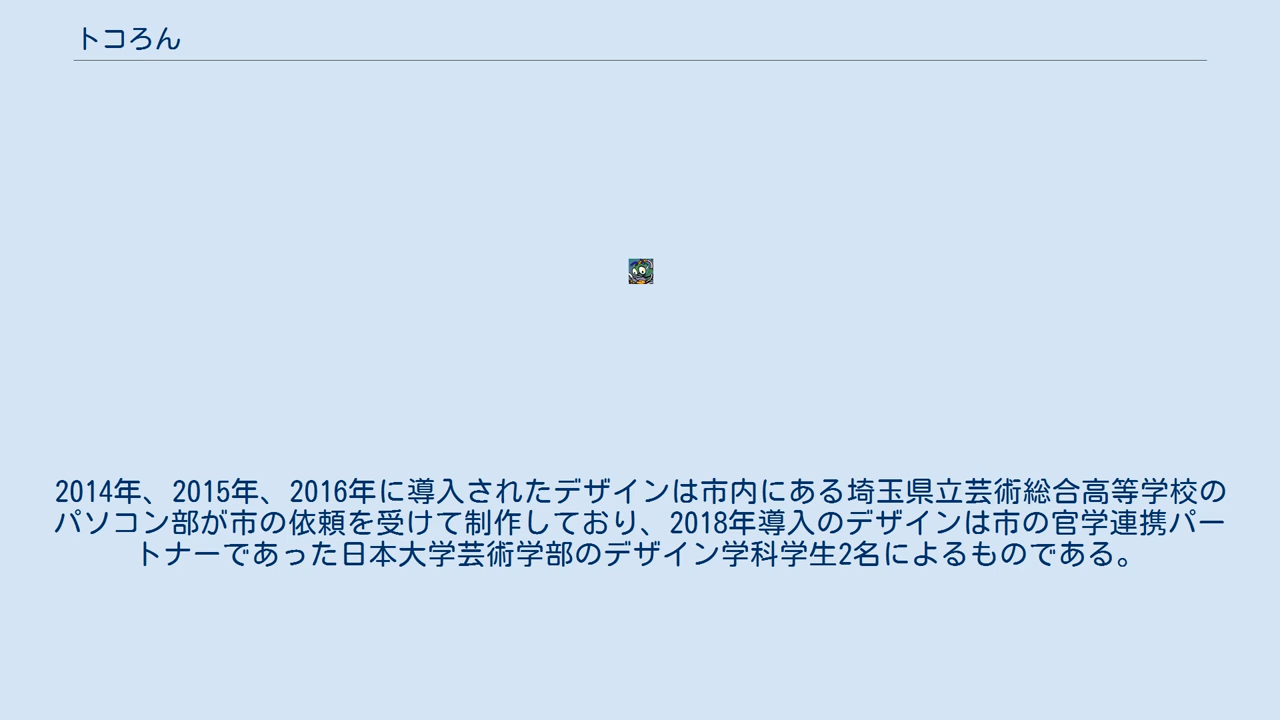 トコろん
2014年、2015年、2016年に導入されたデザインは市内にある埼玉県立芸術総合高等学校の
パソコン部が市の依頼を受けて制作しており、2018年導入のデザインは市の官学連携パー
トナーであった日本大学芸術学部のデザイン学科学生2名によるものである。